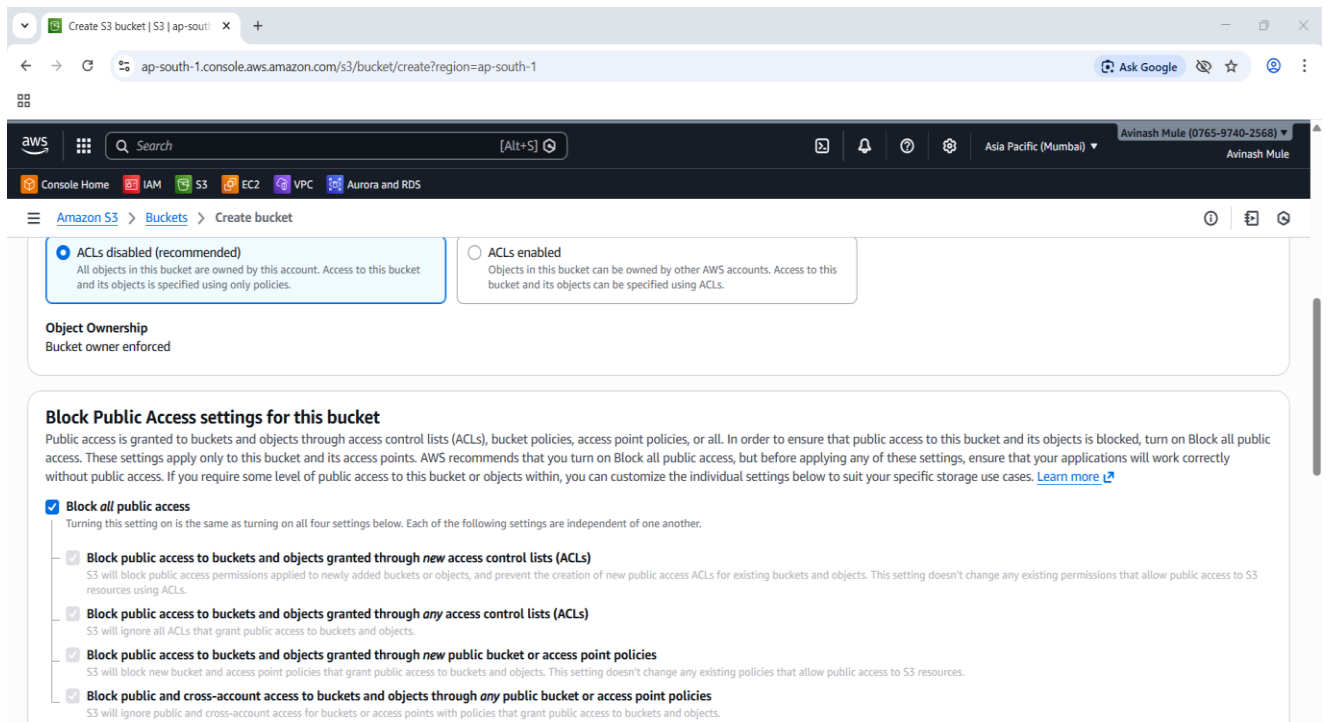 Create S3 bucket | S3 | ap-sout
ap-south-1.console.aws.amazon.com/s3/bucket/create?region=ap-south-1
Ask Google
aws
Search
[Alt+S]
Asia Pacific (Mumbai) ▼
Avinash Mule (0765-9740-2568) ▼
Avinash Mule
Console Home IAM S3 EC2 VPC Aurora and RDS
Amazon S3 > Buckets > Create bucket
ACLs disabled (recommended)
All objects in this bucket are owned by this account. Access to this bucket
and its objects is specified using only policies.
ACLs enabled
Objects in this bucket can be owned by other AWS accounts. Access to this
bucket and its objects can be specified using ACLs.
Object Ownership
Bucket owner enforced
Block Public Access settings for this bucket
Public access is granted to buckets and objects through access control lists (ACLs), bucket policies, access point policies, or all. In order to ensure that public access to this bucket and its objects is blocked, turn on Block all public
access. These settings apply only to this bucket and its access points. AWS recommends that you turn on Block all public access, but before applying any of these settings, ensure that your applications will work correctly
without public access. If you require some level of public access to this bucket or objects within, you can customize the individual settings below to suit your specific storage use cases. Learn more
Block all public access
Turning this setting on is the same as turning on all four settings below. Each of the following settings are independent of one another.
Block public access to buckets and objects granted through new access control lists (ACLs)
S3 will block public access permissions applied to newly added buckets or objects, and prevent the creation of new public access ACLs for existing buckets and objects. This setting doesn't change any existing permissions that allow public access to S3
resources using ACLs.
Block public access to buckets and objects granted through any access control lists (ACLs)
S3 will ignore all ACLs that grant public access to buckets and objects.
Block public access to buckets and objects granted through new public bucket or access point policies
S3 will block new bucket and access point policies that grant public access to buckets and objects. This setting doesn't change any existing policies that allow public access to S3 resources.
Block public and cross-account access to buckets and objects through any public bucket or access point policies
S3 will ignore public and cross-account access for buckets or access points with policies that grant public access to buckets and objects.